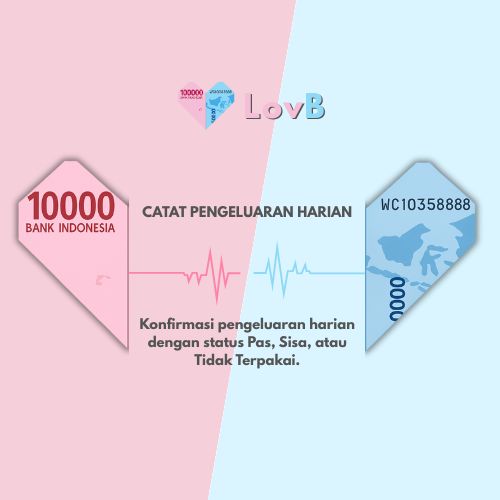 100000
LovB
10000
BANK INDONESIA
CATAT PENGELUARAN HARIAN
WC10358888
0000
Konfirmasi pengeluaran harian
dengan status Pas, Sisa, atau
Tidak Terpakai.